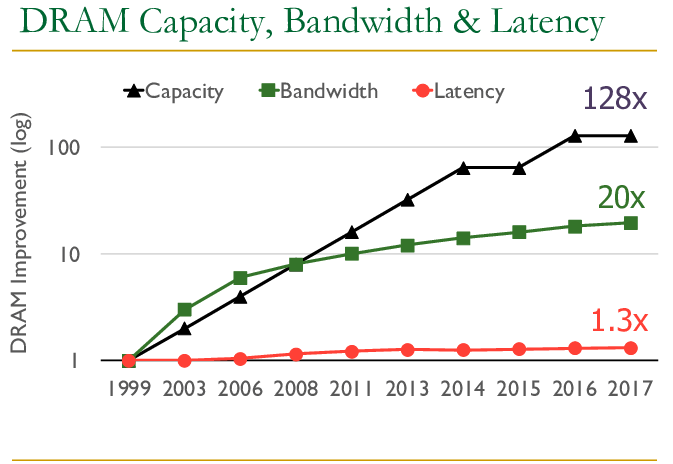 DRAM Capacity, Bandwidth & Latency
Capacity Bandwidth Latency
128x
20x
1.3x
DRAM Improvement (log)
100
10
1
1999 2003 2006 2008 2011 2013 2014 2015 2016 2017